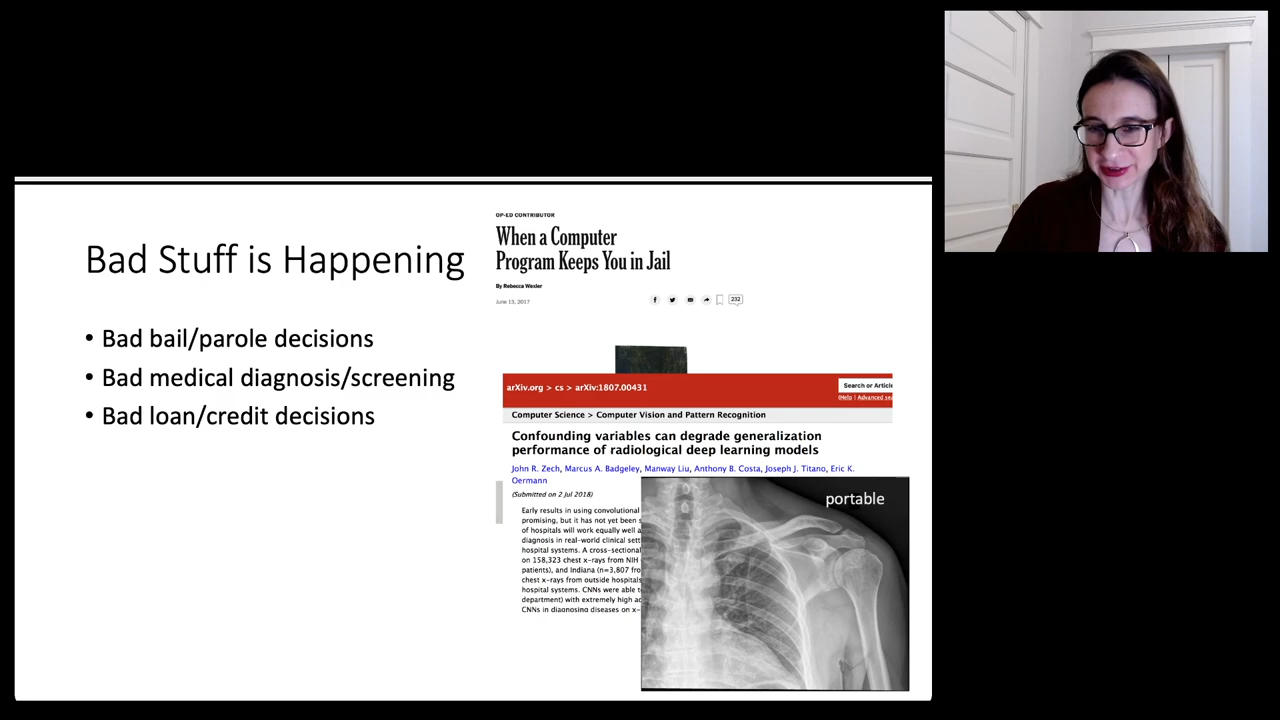 Bad Stuff is Happening
• Bad bail/parole decisions
• Bad medical diagnosis/screening
• Bad loan/credit decisions
OP-ED CONTRIBUTOR
When a Computer
Program Keeps You in Jail
By Rebecca Wexler
June 13, 2017
232
arXiv.org > cs > arXiv:1807.00431
Search or Article
(Help | Advanced sea
Computer Science > Computer Vision and Pattern Recognition
Confounding variables can degrade generalization
performance of radiological deep learning models
John R. Zech, Marcus A. Badgeley, Manway Liu, Anthony B. Costa, Joseph J. Titano, Eric K.
Oermann
(Submitted on 2 Jul 2018)
Early results in using convolutional
promising, but it has not yet been s
of hospitals will work equally well a
diagnosis in real-world clinical sett
hospital systems. A cross-sectional
on 158,323 chest x-rays from NIH
patients), and Indiana (n=3,807 fro
chest x-rays from outside hospitals
hospital systems. CNNs were able t
department) with extremely high ac
CNNs in diagnosing diseases on x-
portable